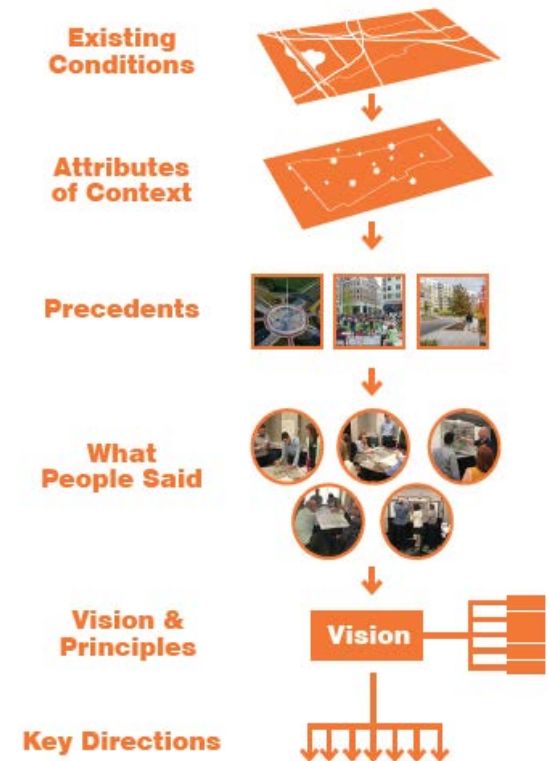 Existing
Conditions
Attributes
of Context
Precedents
What
People Said
Vision &
Principles
Vision
Key Directions